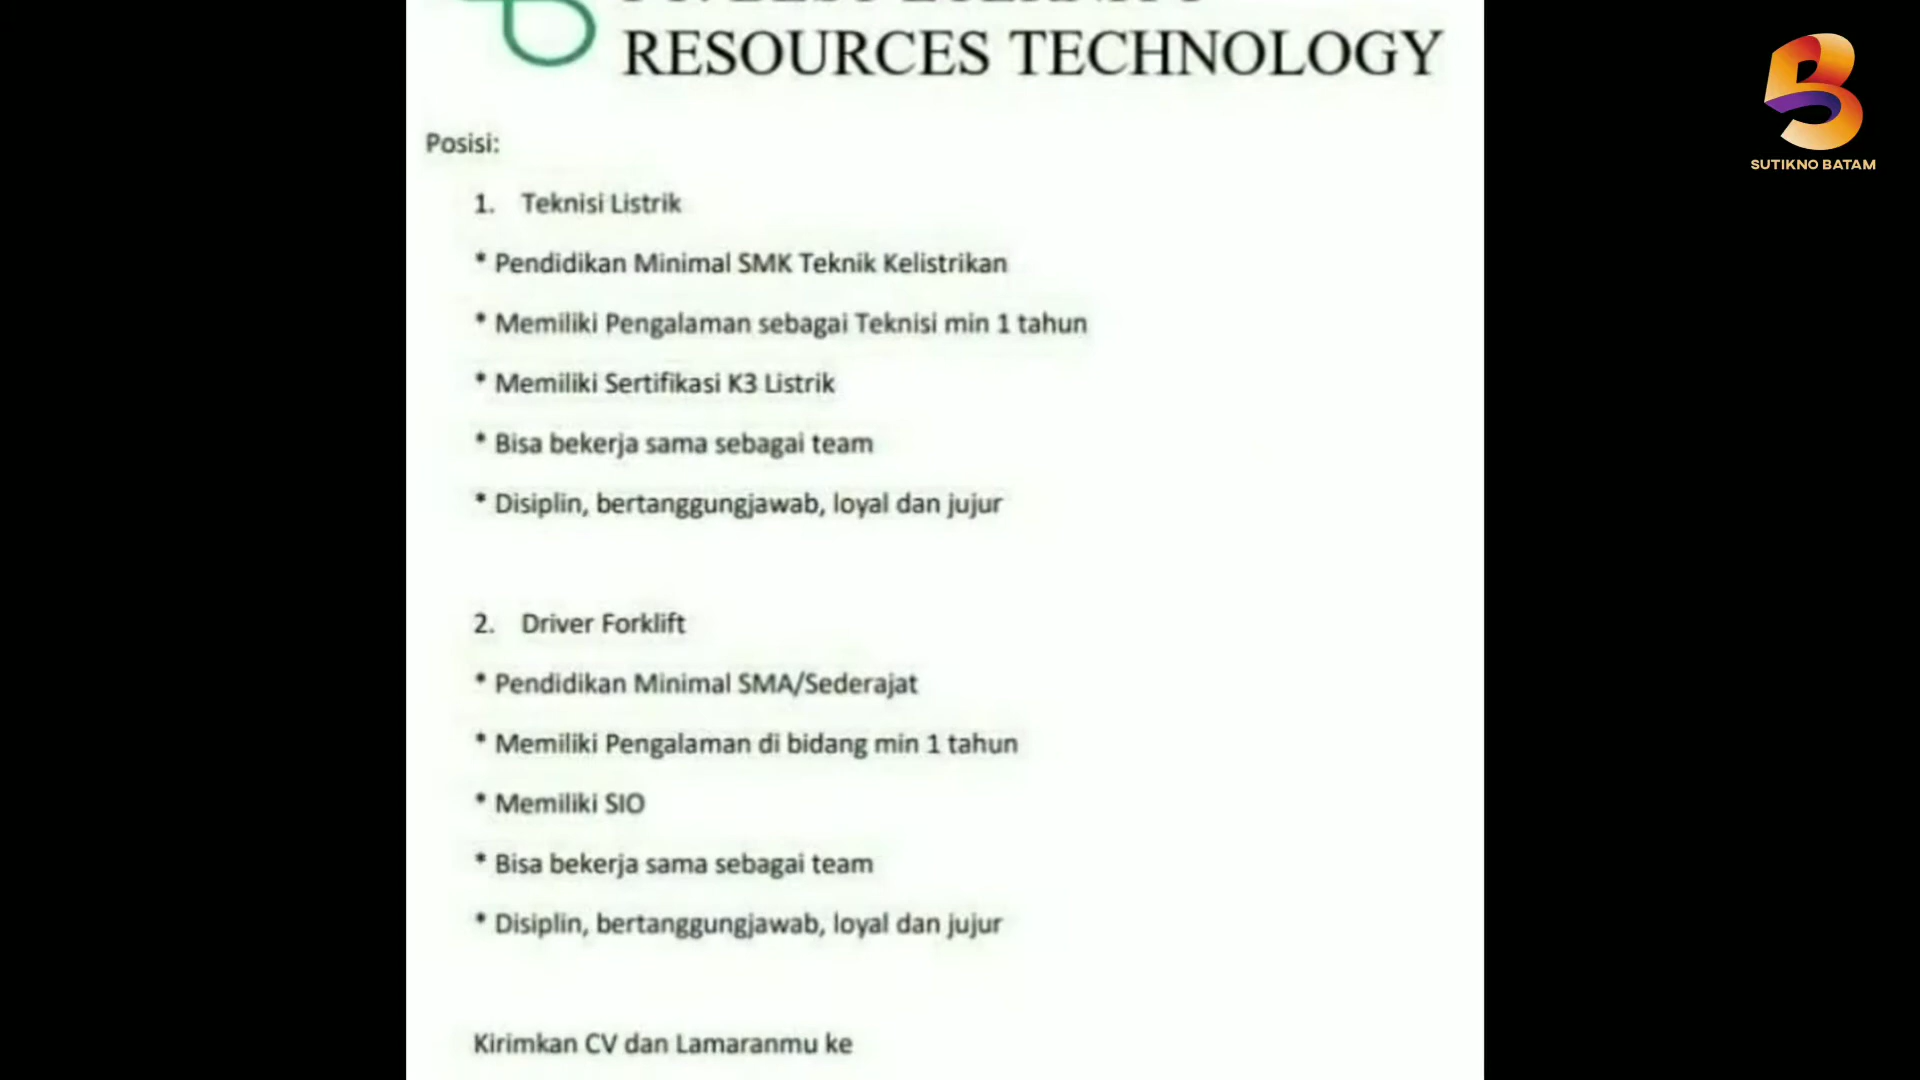 RESOURCES TECHNOLOGY
SUTIKNO BATAM
Posisi:
1. Teknisi Listrik
* Pendidikan Minimal SMK Teknik Kelistrikan
* Memiliki Pengalaman sebagai Teknisi min 1 tahun
* Memiliki Sertifikasi K3 Listrik
* Bisa bekerja sama sebagai team
* Disiplin, bertanggungjawab, loyal dan jujur
2. Driver Forklift
* Pendidikan Minimal SMA/Sederajat
* Memiliki Pengalaman di bidang min 1 tahun
* Memiliki SIO
* Bisa bekerja sama sebagai team
* Disiplin, bertanggungjawab, loyal dan jujur
Kirimkan CV dan Lamaranmu ke